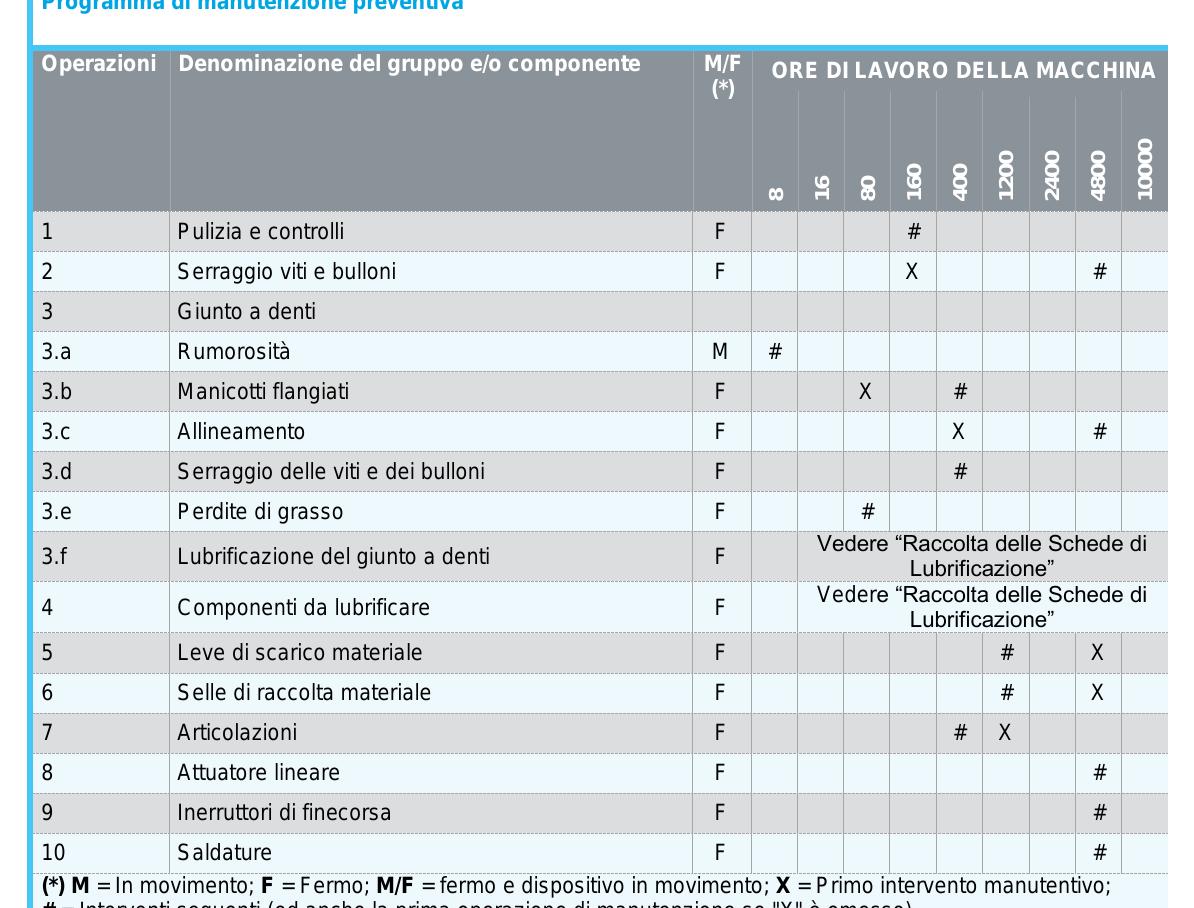 Programma di manutenzione preventiva
Operazioni Denominazione del gruppo e/o componente M/F (*) ORE DI LAVORO DELLA MACCHINA
8 16 80 160 400 1200 2400 4800 10000
1 Pulizia e controlli F #
2 Serraggio viti e bulloni F X #
3 Giunto a denti
3.a Rumorosità M #
3.b Manicotti flangiati F X #
3.c Allineamento F X #
3.d Serraggio delle viti e dei bulloni F #
3.e Perdite di grasso F #
3.f Lubrificazione del giunto a denti F Vedere “Raccolta delle Schede di
Lubrificazione”
4 Componenti da lubrificare F Vedere “Raccolta delle Schede di
Lubrificazione”
5 Leve di scarico materiale F # X
6 Selle di raccolta materiale F # X
7 Articolazioni F # X
8 Attuatore lineare F #
9 Inerruttori di finecorsa F #
10 Saldature F #
(*) M = In movimento; F = Fermo; M/F = fermo e dispositivo in movimento; X = Primo intervento manutentivo;
# = Interventi seguenti (ed anche la prima operazione di manutenzione se "X" è omesso)